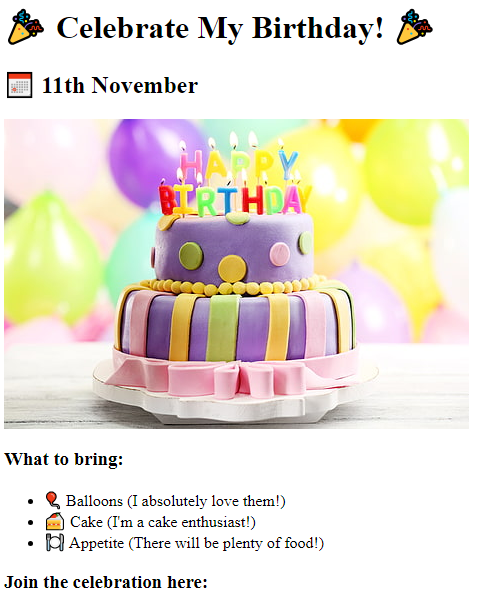 🎉 Celebrate My Birthday! 🎉
📅 11th November
HAPPY
BIRTHDAY
What to bring:
• 🎈 Balloons (I absolutely love them!)
• 🍰 Cake (I'm a cake enthusiast!)
• 🍽️ Appetite (There will be plenty of food!)
Join the celebration here: